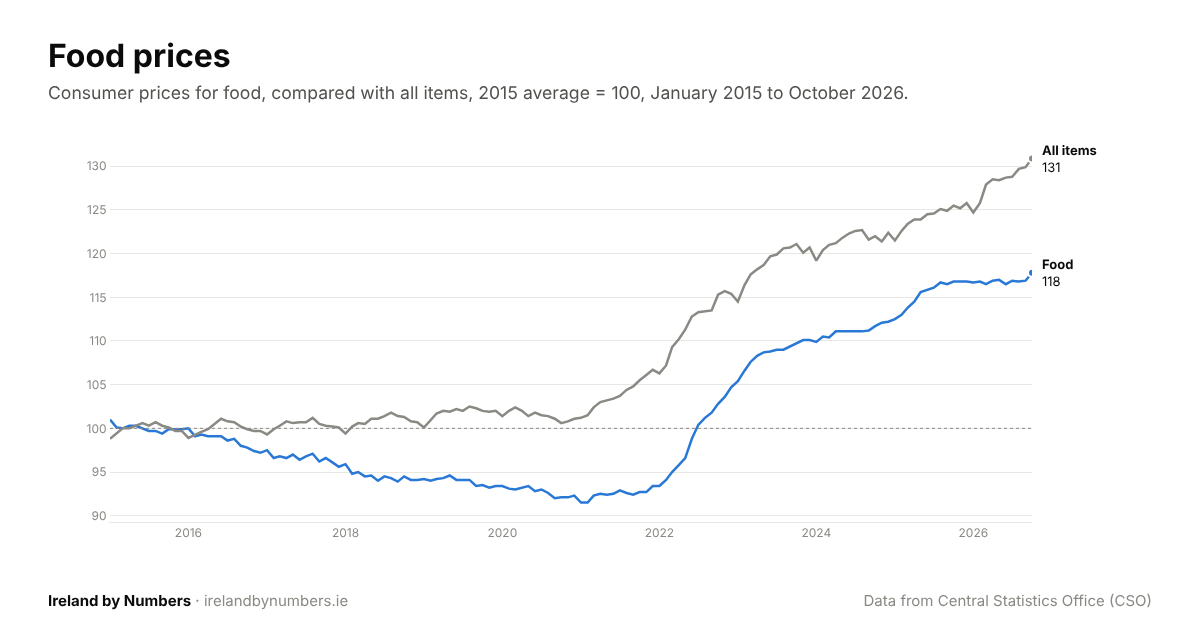 Food prices
Consumer prices for food, compared with all items, 2015 average = 100, January 2015 to October 2026.
All items
131
130
125
120
Food
118
115
110
105
100
95
90
2016 2018 2020 2022 2024 2026
Ireland by Numbers · irelandbynumbers.ie
Data from Central Statistics Office (CSO)